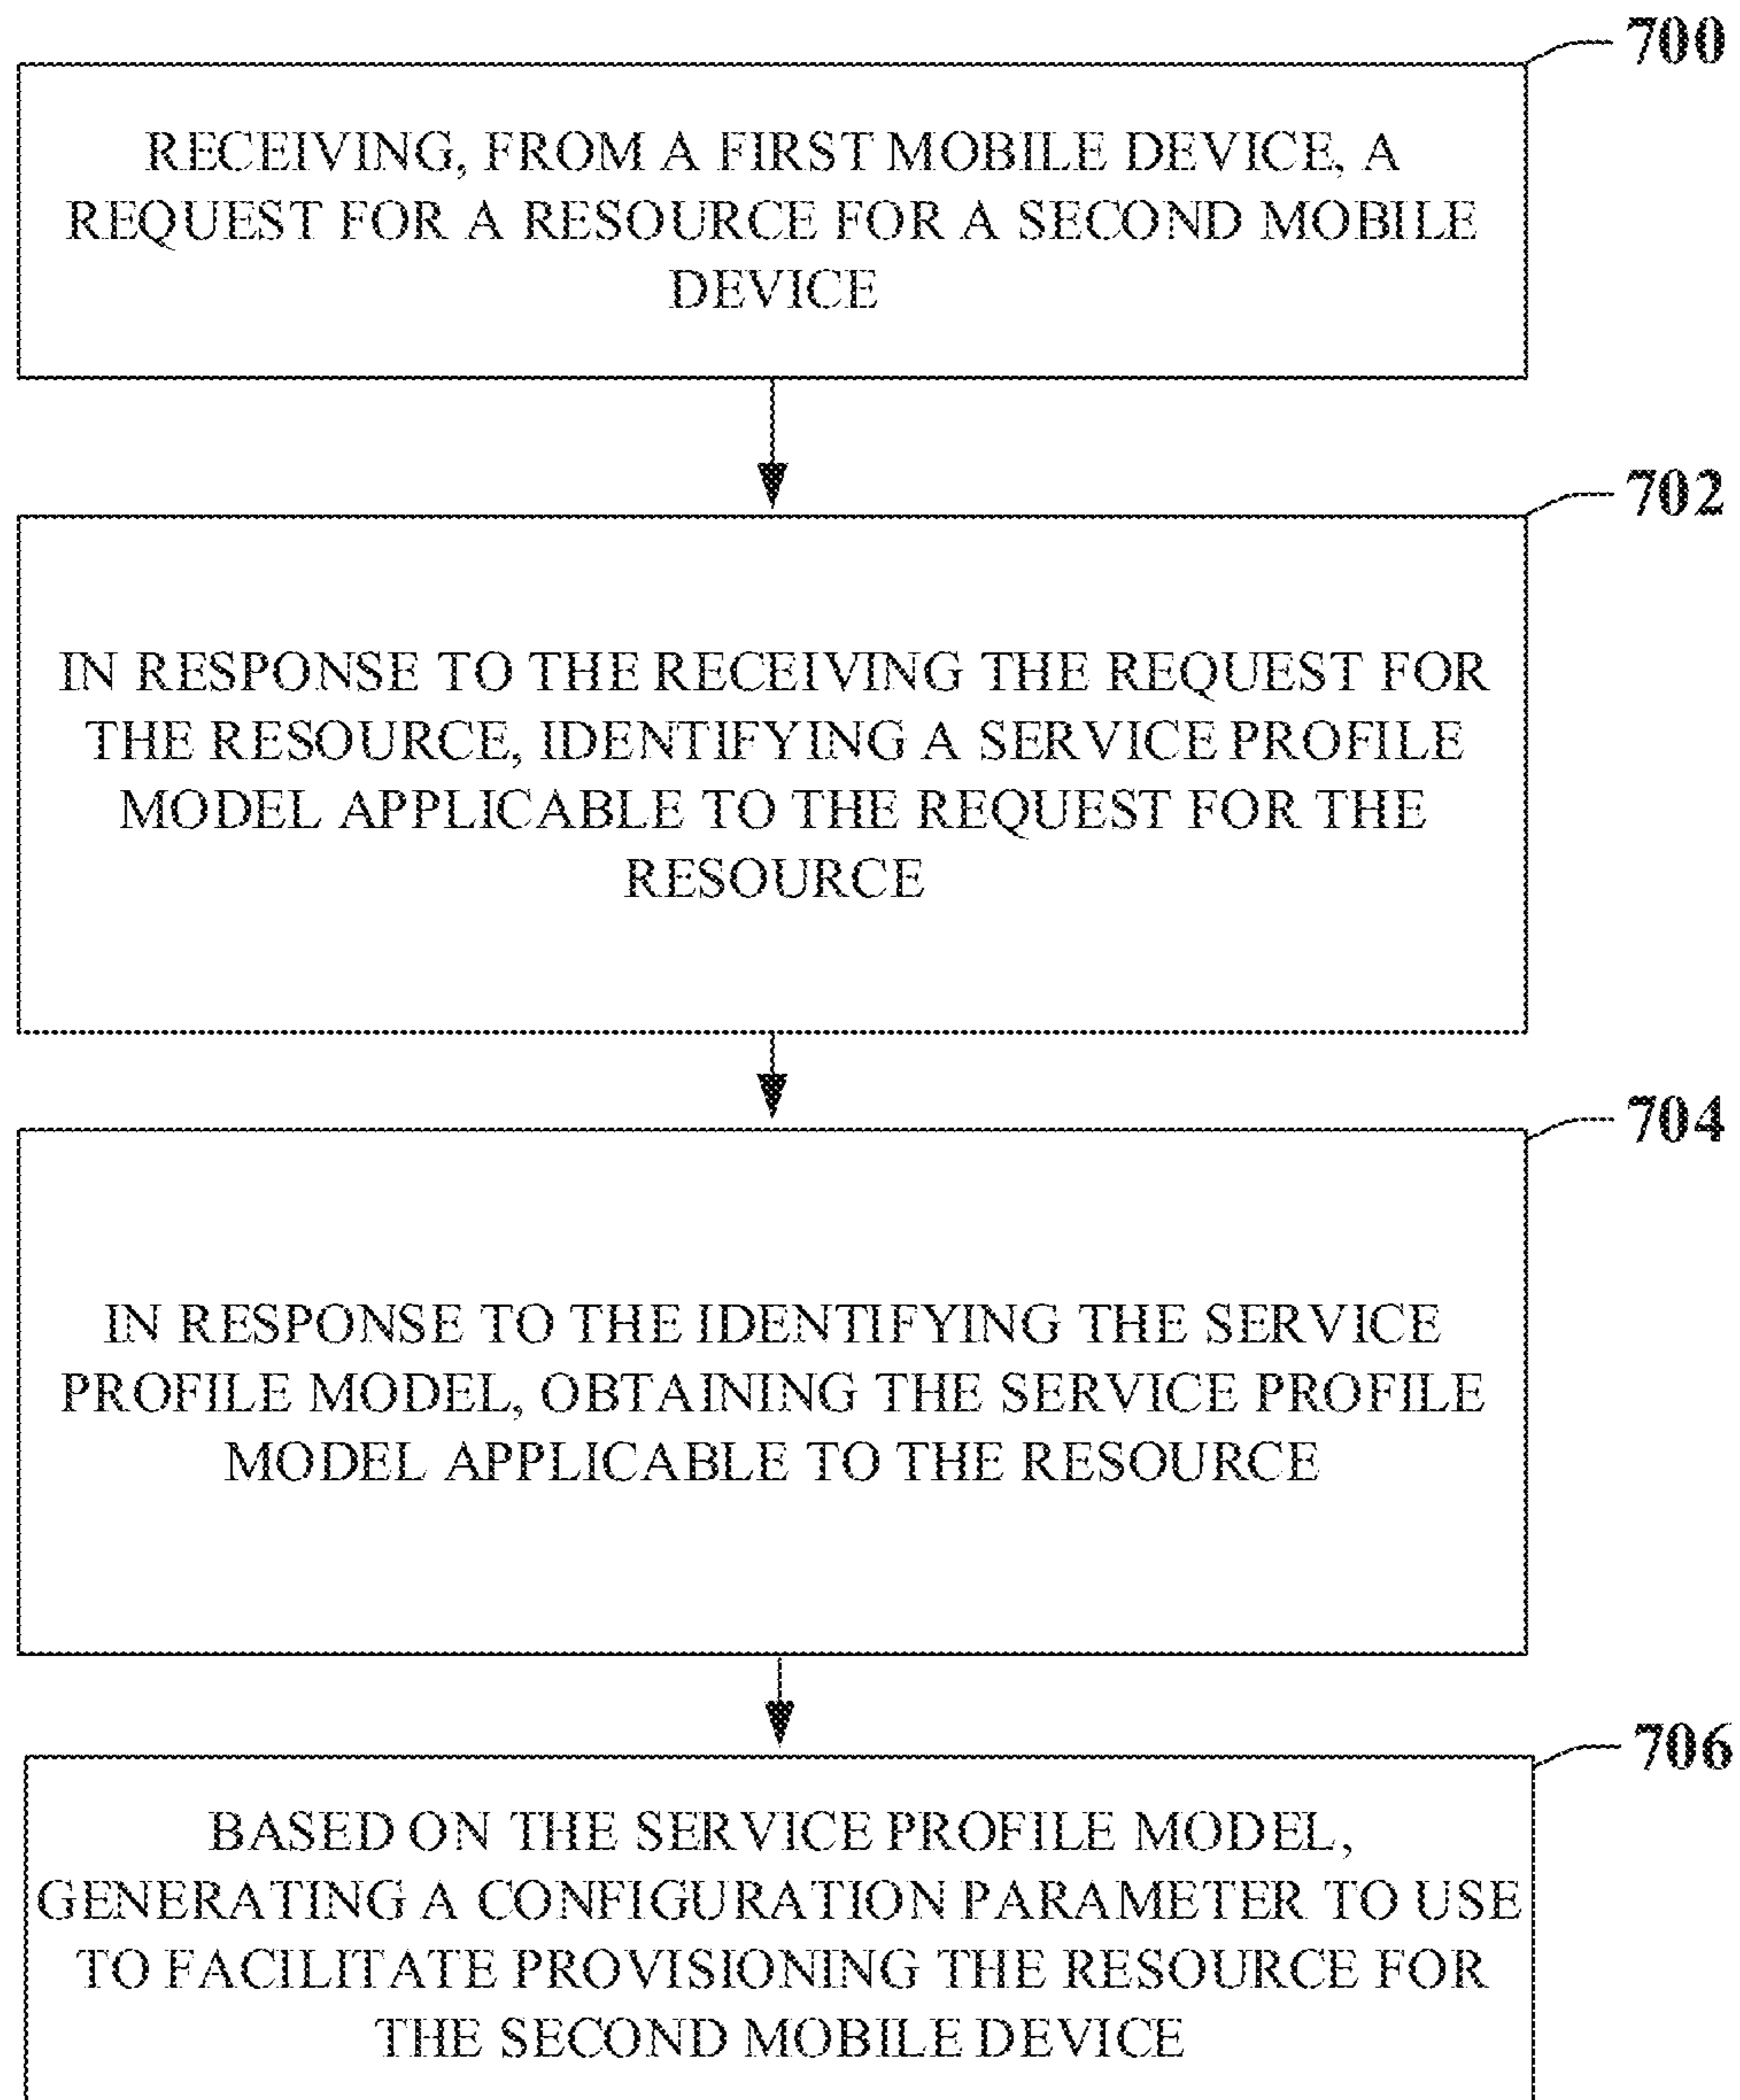 700
RECEIVING, FROM A FIRST MOBILE DEVICE, A
REQUEST FOR A RESOURCE FOR A SECOND MOBILE
DEVICE
702
IN RESPONSE TO THE RECEIVING THE REQUEST FOR
THE RESOURCE, IDENTIFYING A SERVICE PROFILE
MODEL APPLICABLE TO THE REQUEST FOR THE
RESOURCE
704
IN RESPONSE TO THE IDENTIFYING THE SERVICE
PROFILE MODEL, OBTAINING THE SERVICE PROFILE
MODEL APPLICABLE TO THE RESOURCE
706
BASED ON THE SERVICE PROFILE MODEL,
GENERATING A CONFIGURATION PARAMETER TO USE
TO FACILITATE PROVISIONING THE RESOURCE FOR
THE SECOND MOBILE DEVICE